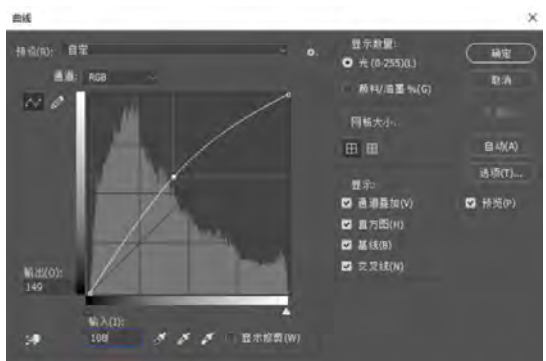 曲线
预设(R): 自定
通道: RGB
输出(O):
149
输入(I):
108
显示修剪(W)
显示数量:
光 (0-255)(L)
颜料/油墨 %(G)
网格大小:
显示:
通道叠加(V)
直方图(H)
基线(B)
交叉线(N)
确定
取消
自动(A)
选项(T)...
预览(P)